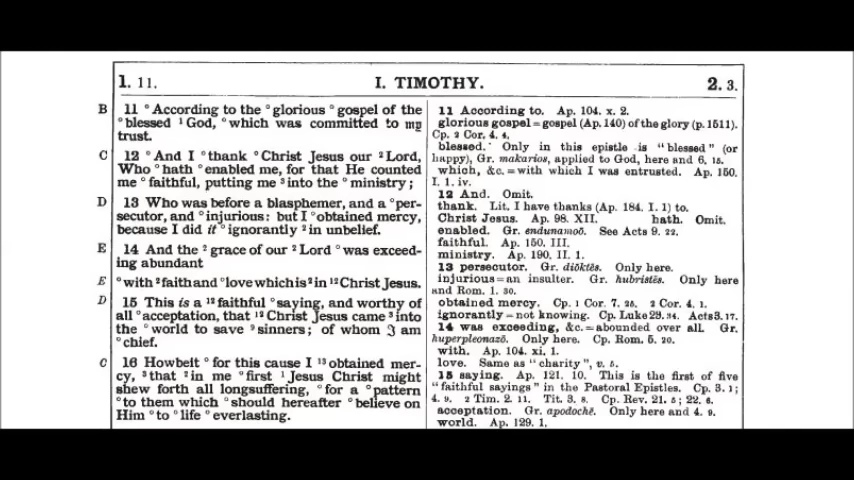 1. 11.
I. TIMOTHY.
2. 3.
B
11 °According to the °glorious °gospel of the
°blessed ¹God, °which was committed to my
trust.
C
12 °And I °thank °Christ Jesus our ²Lord,
Who °hath °enabled me, for that He counted
me °faithful, putting me ³into the °ministry;
D
13 Who was before a blasphemer, and a °per-
secutor, and °injurious: but I °obtained mercy,
because I did it °ignorantly ²in unbelief.
E
14 And the ²grace of our ²Lord °was exceed-
ing abundant
E
°with ²faith and °love which is ²in ¹²Christ Jesus.
D
15 This is a ¹²faithful °saying, and worthy of
all °acceptation, that ¹²Christ Jesus came ³into
the °world to save °sinners; of whom I am
°chief.
C
16 Howbeit °for this cause I ¹³obtained mer-
cy, ³that °in me °first ¹Jesus Christ might
shew forth all longsuffering, °for a °pattern
°to them which °should hereafter °believe on
Him °to °life °everlasting.
11 According to. Ap. 104. x. 2.
glorious gospel=gospel (Ap. 140) of the glory (p. 1511).
Cp. 2 Cor. 4. 4.
blessed. Only in this epistle is "blessed" (or
happy), Gr. makarios, applied to God, here and 6. 15.
which, &c.=with which I was entrusted. Ap. 150.
I. 1. iv.
12 And. Omit.
thank. Lit. I have thanks (Ap. 184. I. 1) to.
Christ Jesus. Ap. 98. XII. hath. Omit.
enabled. Gr. endunamoō. See Acts 9. 22.
faithful. Ap. 150. III.
ministry. Ap. 190. II. 1.
13 persecutor. Gr. diōktēs. Only here.
injurious=an insulter. Gr. hubristēs. Only here
and Rom. 1. 30.
obtained mercy. Cp. 1 Cor. 7. 25. 2 Cor. 4. 1.
ignorantly=not knowing. Cp. Luke 23. 34. Acts 3. 17.
14 was exceeding, &c.=abounded over all. Gr.
huperpleonazō. Only here. Cp. Rom. 5. 20.
with. Ap. 104. xi. 1.
love. Same as "charity", v. 5.
15 saying. Ap. 121. 10. This is the first of five
"faithful sayings" in the Pastoral Epistles. Cp. 3. 1;
4. 9. 2 Tim. 2. 11. Tit. 3. 8. Cp. Rev. 21. 5; 22. 6.
acceptation. Gr. apodochē. Only here and 4. 9.
world. Ap. 129. 1.